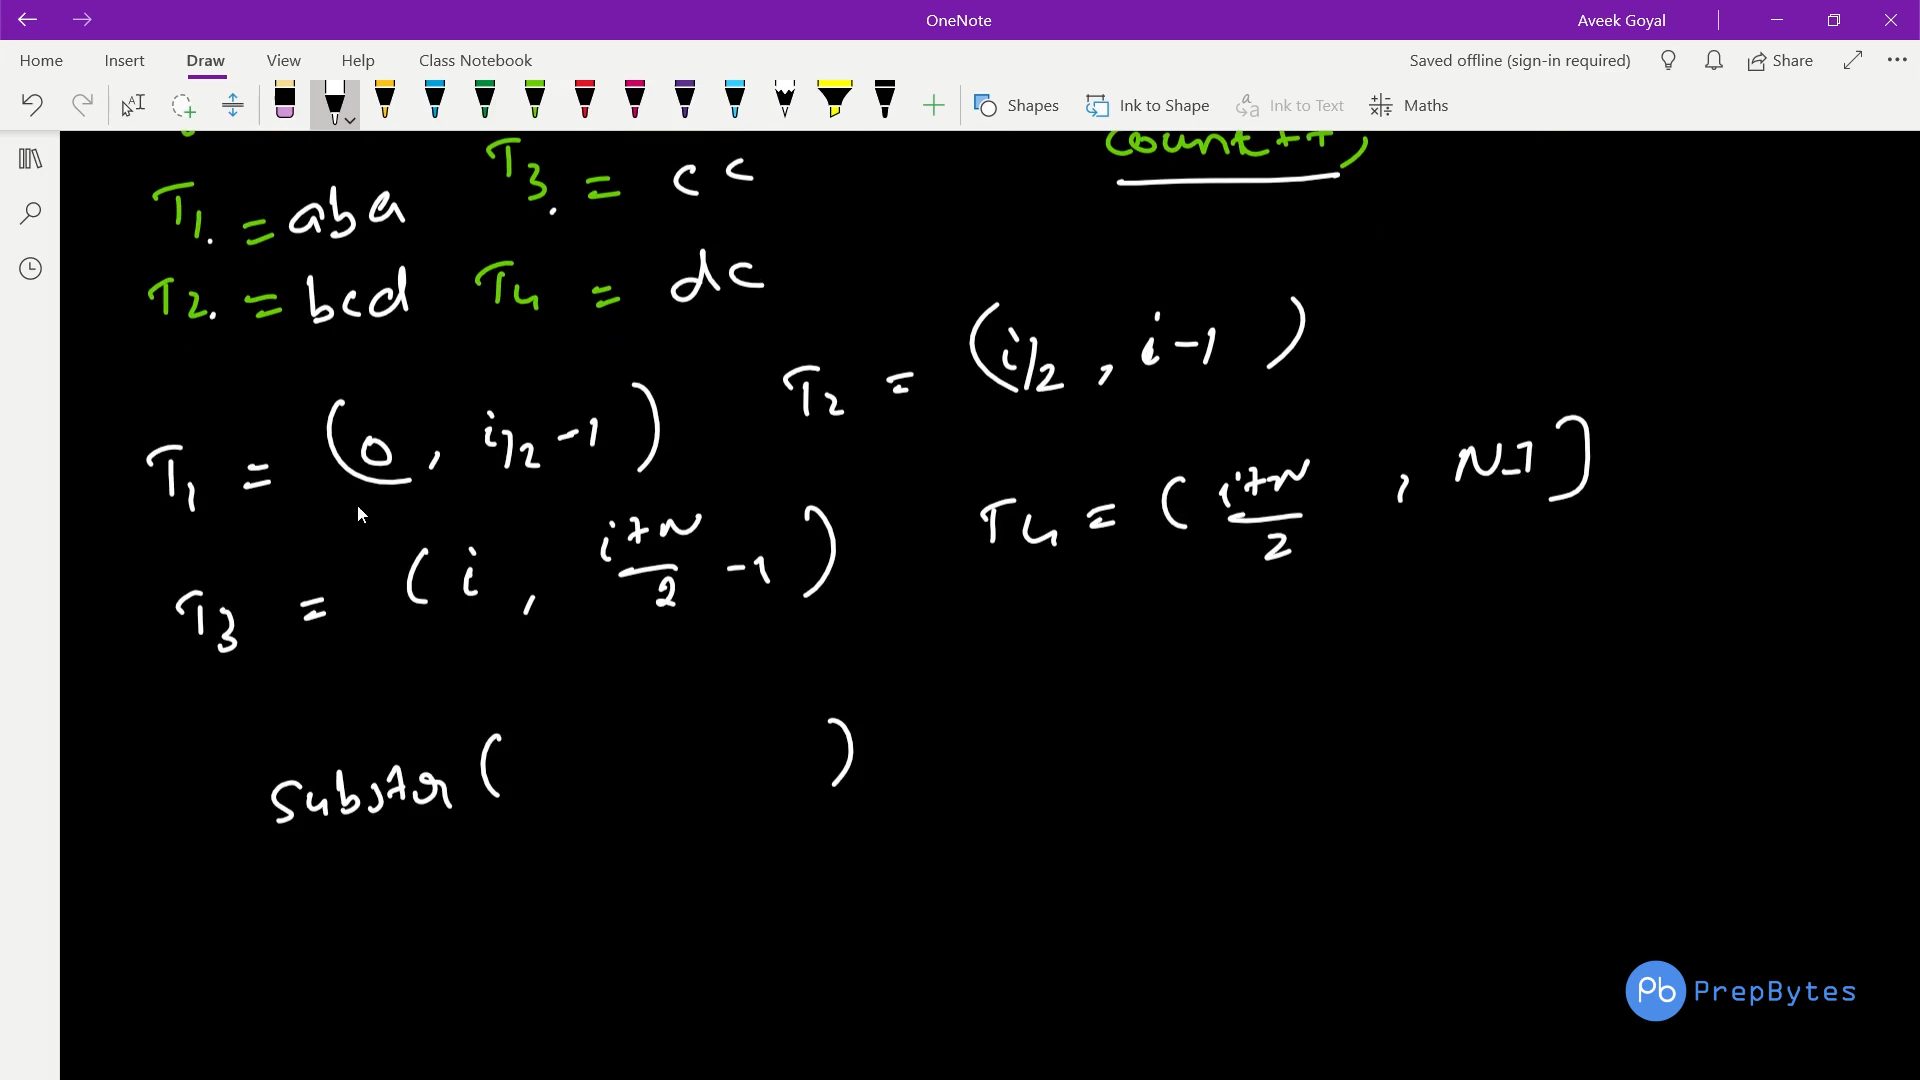 OneNote
Aveek Goyal
Home Insert Draw View Help Class Notebook
Saved offline (sign-in required) Share
Shapes Ink to Shape Ink to Text Maths
count++;
T1 = aba
T3 = cc
T2 = bcd
T4 = dc
T1 = (0, i/2-1)
T2 = (i/2, i-1)
T3 = (i, i+N/2 -1)
T4 = (i+N/2, N-1]
substr( )
Pb PrepBytes